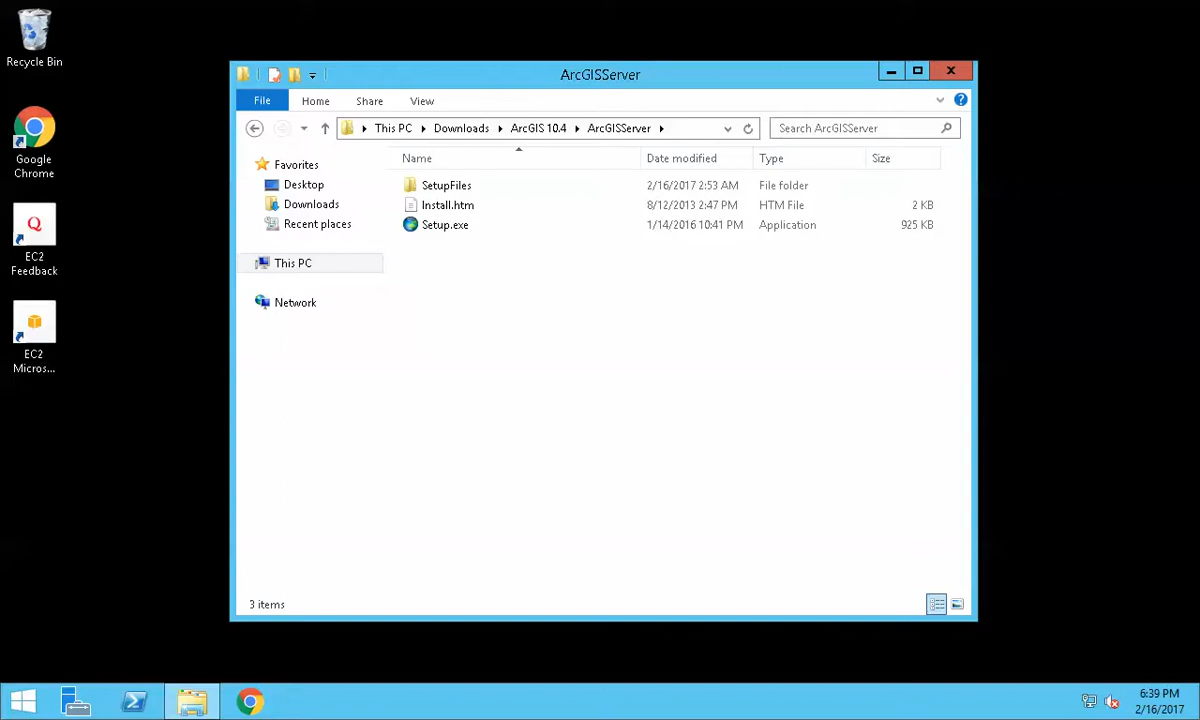 Recycle Bin
Google
Chrome
EC2
Feedback
EC2
Micros...
ArcGISServer
File Home Share View
This PC Downloads ArcGIS 10.4 ArcGISServer
Search ArcGISServer
Favorites
Desktop
Downloads
Recent places
This PC
Network
Name Date modified Type Size
SetupFiles 2/16/2017 2:53 AM File folder
Install.htm 8/12/2013 2:47 PM HTM File 2 KB
Setup.exe 1/14/2016 10:41 PM Application 925 KB
3 items
6:39 PM
2/16/2017